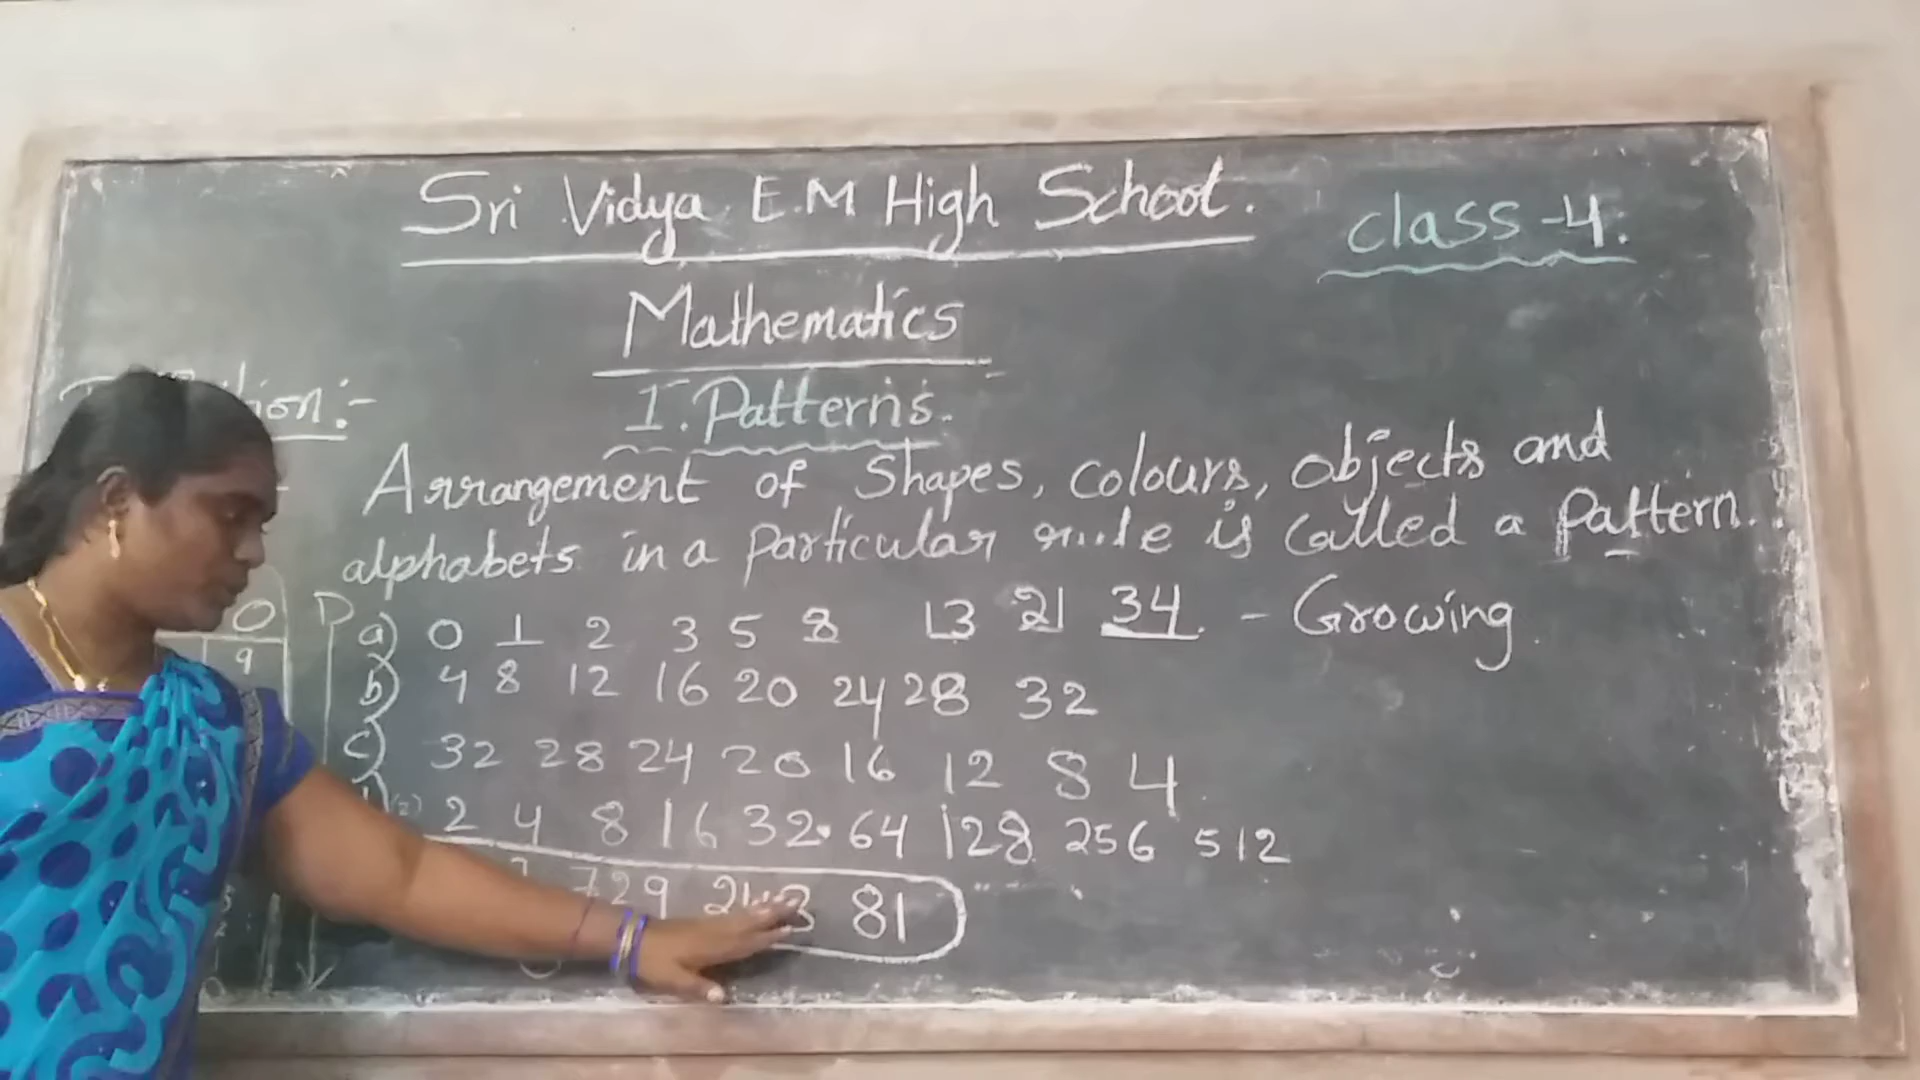 Sri Vidya E.M High School.
class-4.
Mathematics
I. Patterns.
Arrangement of Shapes, colours, objects and
alphabets in a particular rule is called a pattern.
a) 0 1 2 3 5 8 13 21 34 - Growing
b) 4 8 12 16 20 24 28 32
c) 32 28 24 20 16 12 8 4
2 4 8 16 32 64 128 256 512
729 243 81
0
9